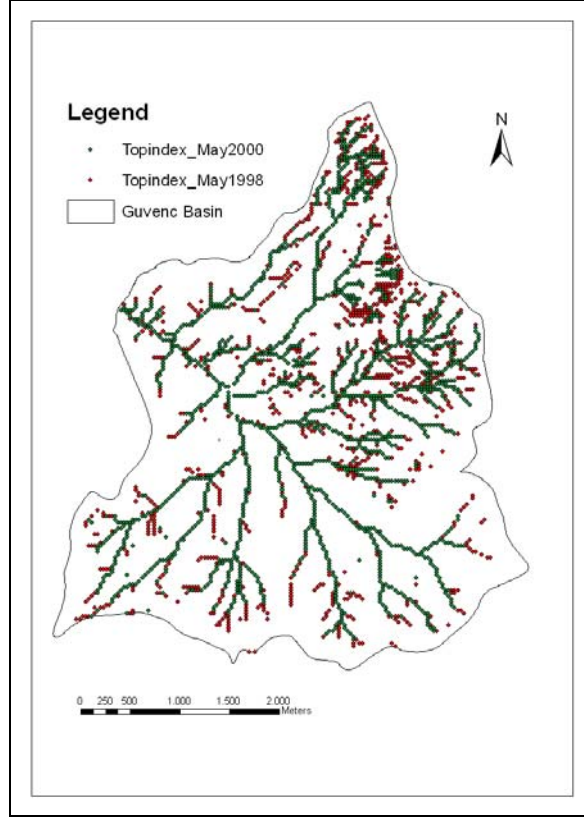 Legend
N
Topindex_May2000
Topindex_May1998
Guvenc Basin
0 250 500 1.000 1.500 2.000
Meters